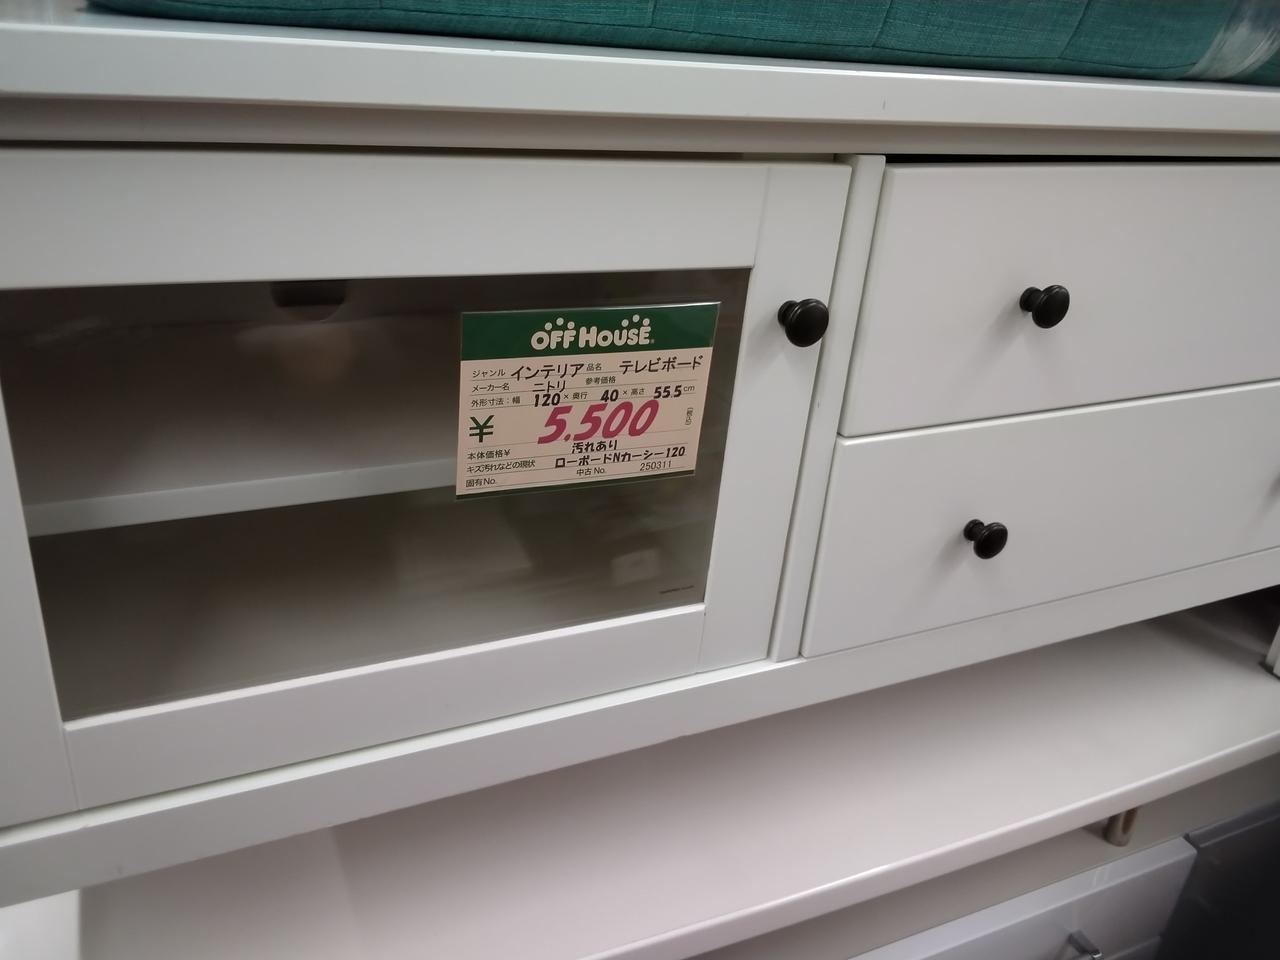 OFF HOUSE
ジャンル インテリア 品名 テレビボード
メーカー名 ニトリ 参考価格
外形寸法：幅 120 × 奥行 40 × 高さ 55.5 cm
¥ 5,500 (税込)
本体価格¥ 汚れあり
キズ汚れなどの現状 ローボードNカーシー120
固有No. 中古No. 250311